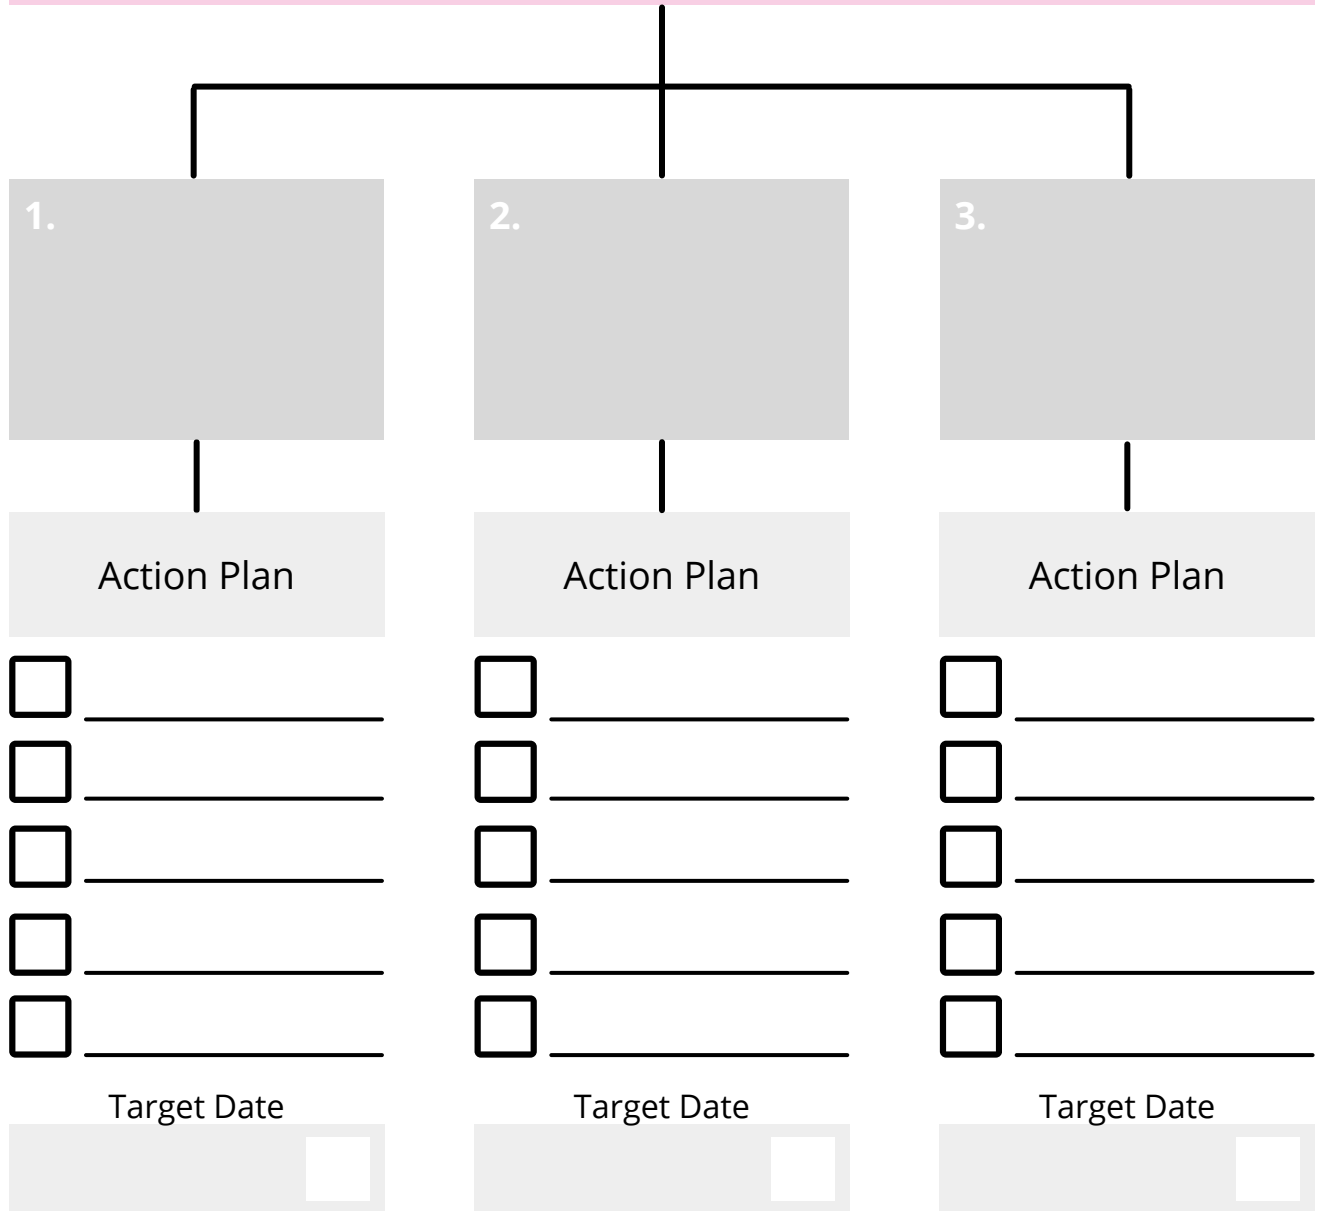 1.
2.
3.
Action Plan
Action Plan
Action Plan
Target Date
Target Date
Target Date